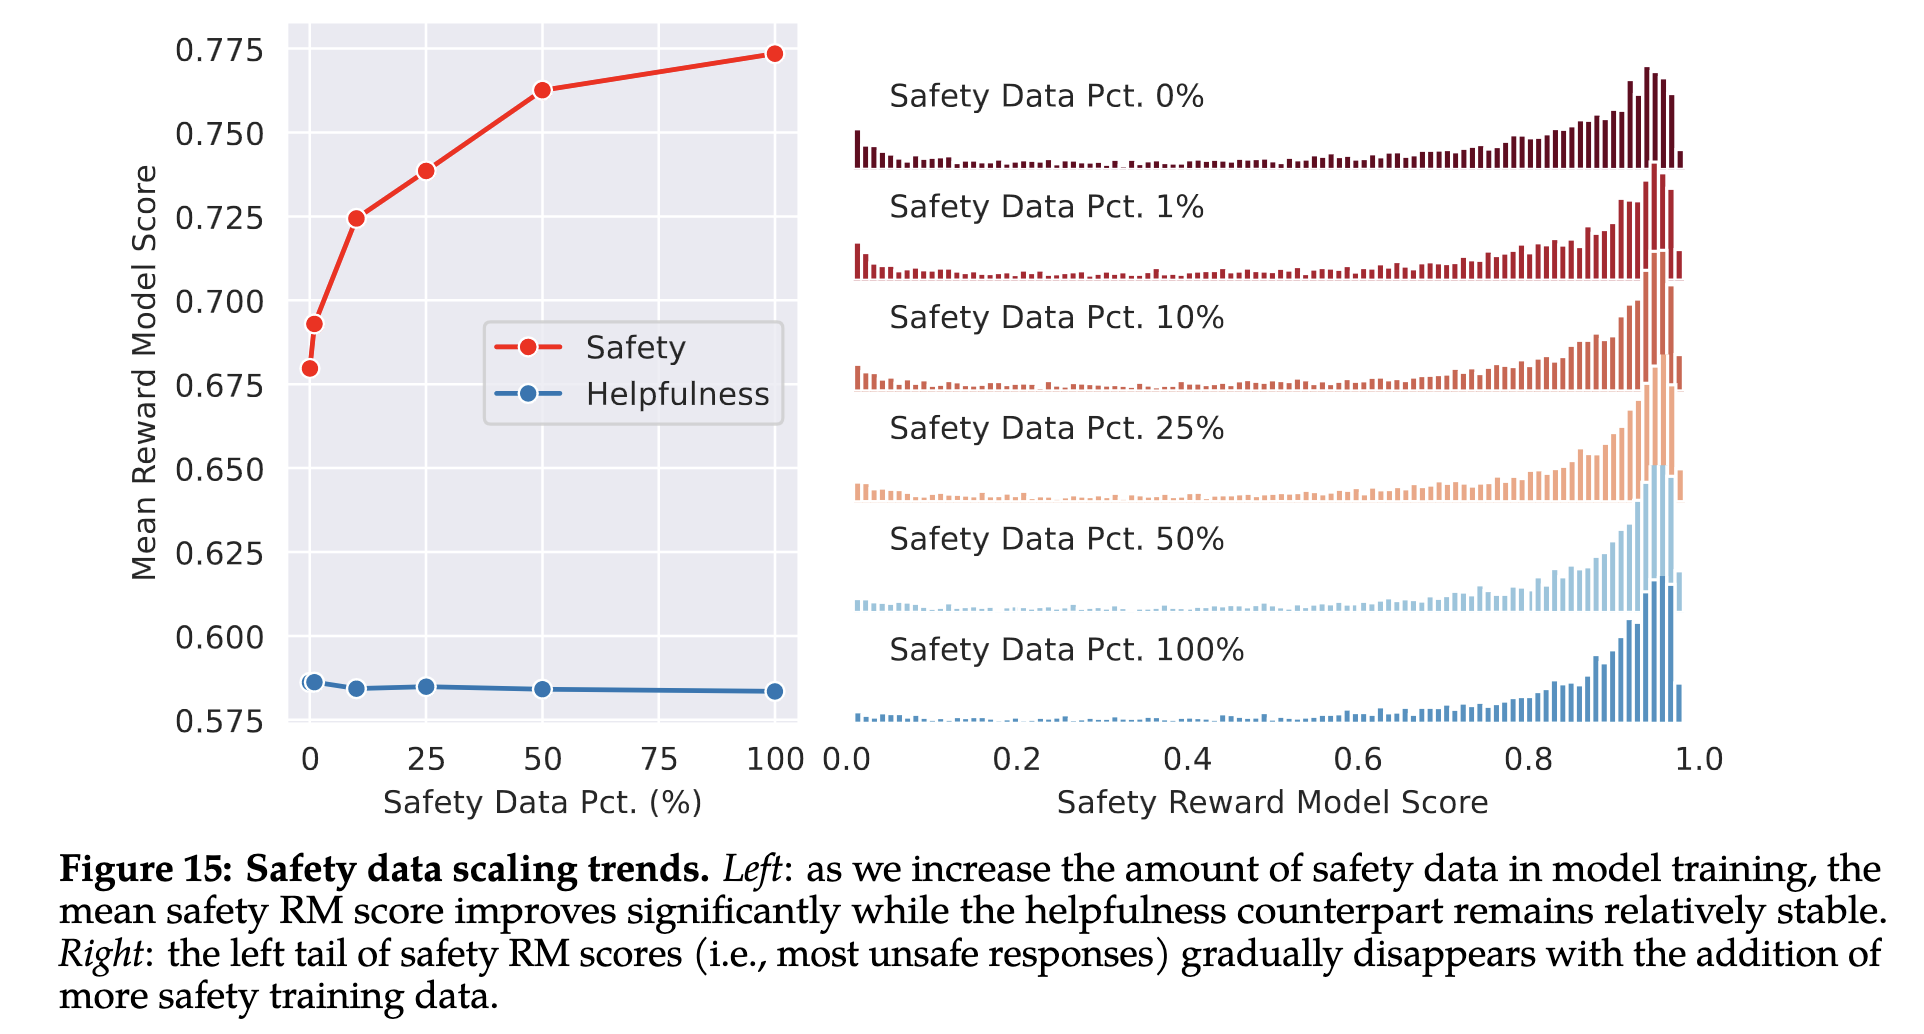 0.775
0.750
0.725
0.700
0.675
0.650
0.625
0.600
0.575
Mean Reward Model Score
0 25 50 75 100
Safety Data Pct. (%)
Safety
Helpfulness
Safety Data Pct. 0%
Safety Data Pct. 1%
Safety Data Pct. 10%
Safety Data Pct. 25%
Safety Data Pct. 50%
Safety Data Pct. 100%
0.0 0.2 0.4 0.6 0.8 1.0
Safety Reward Model Score
Figure 15: Safety data scaling trends. Left: as we increase the amount of safety data in model training, the
mean safety RM score improves significantly while the helpfulness counterpart remains relatively stable.
Right: the left tail of safety RM scores (i.e., most unsafe responses) gradually disappears with the addition of
more safety training data.